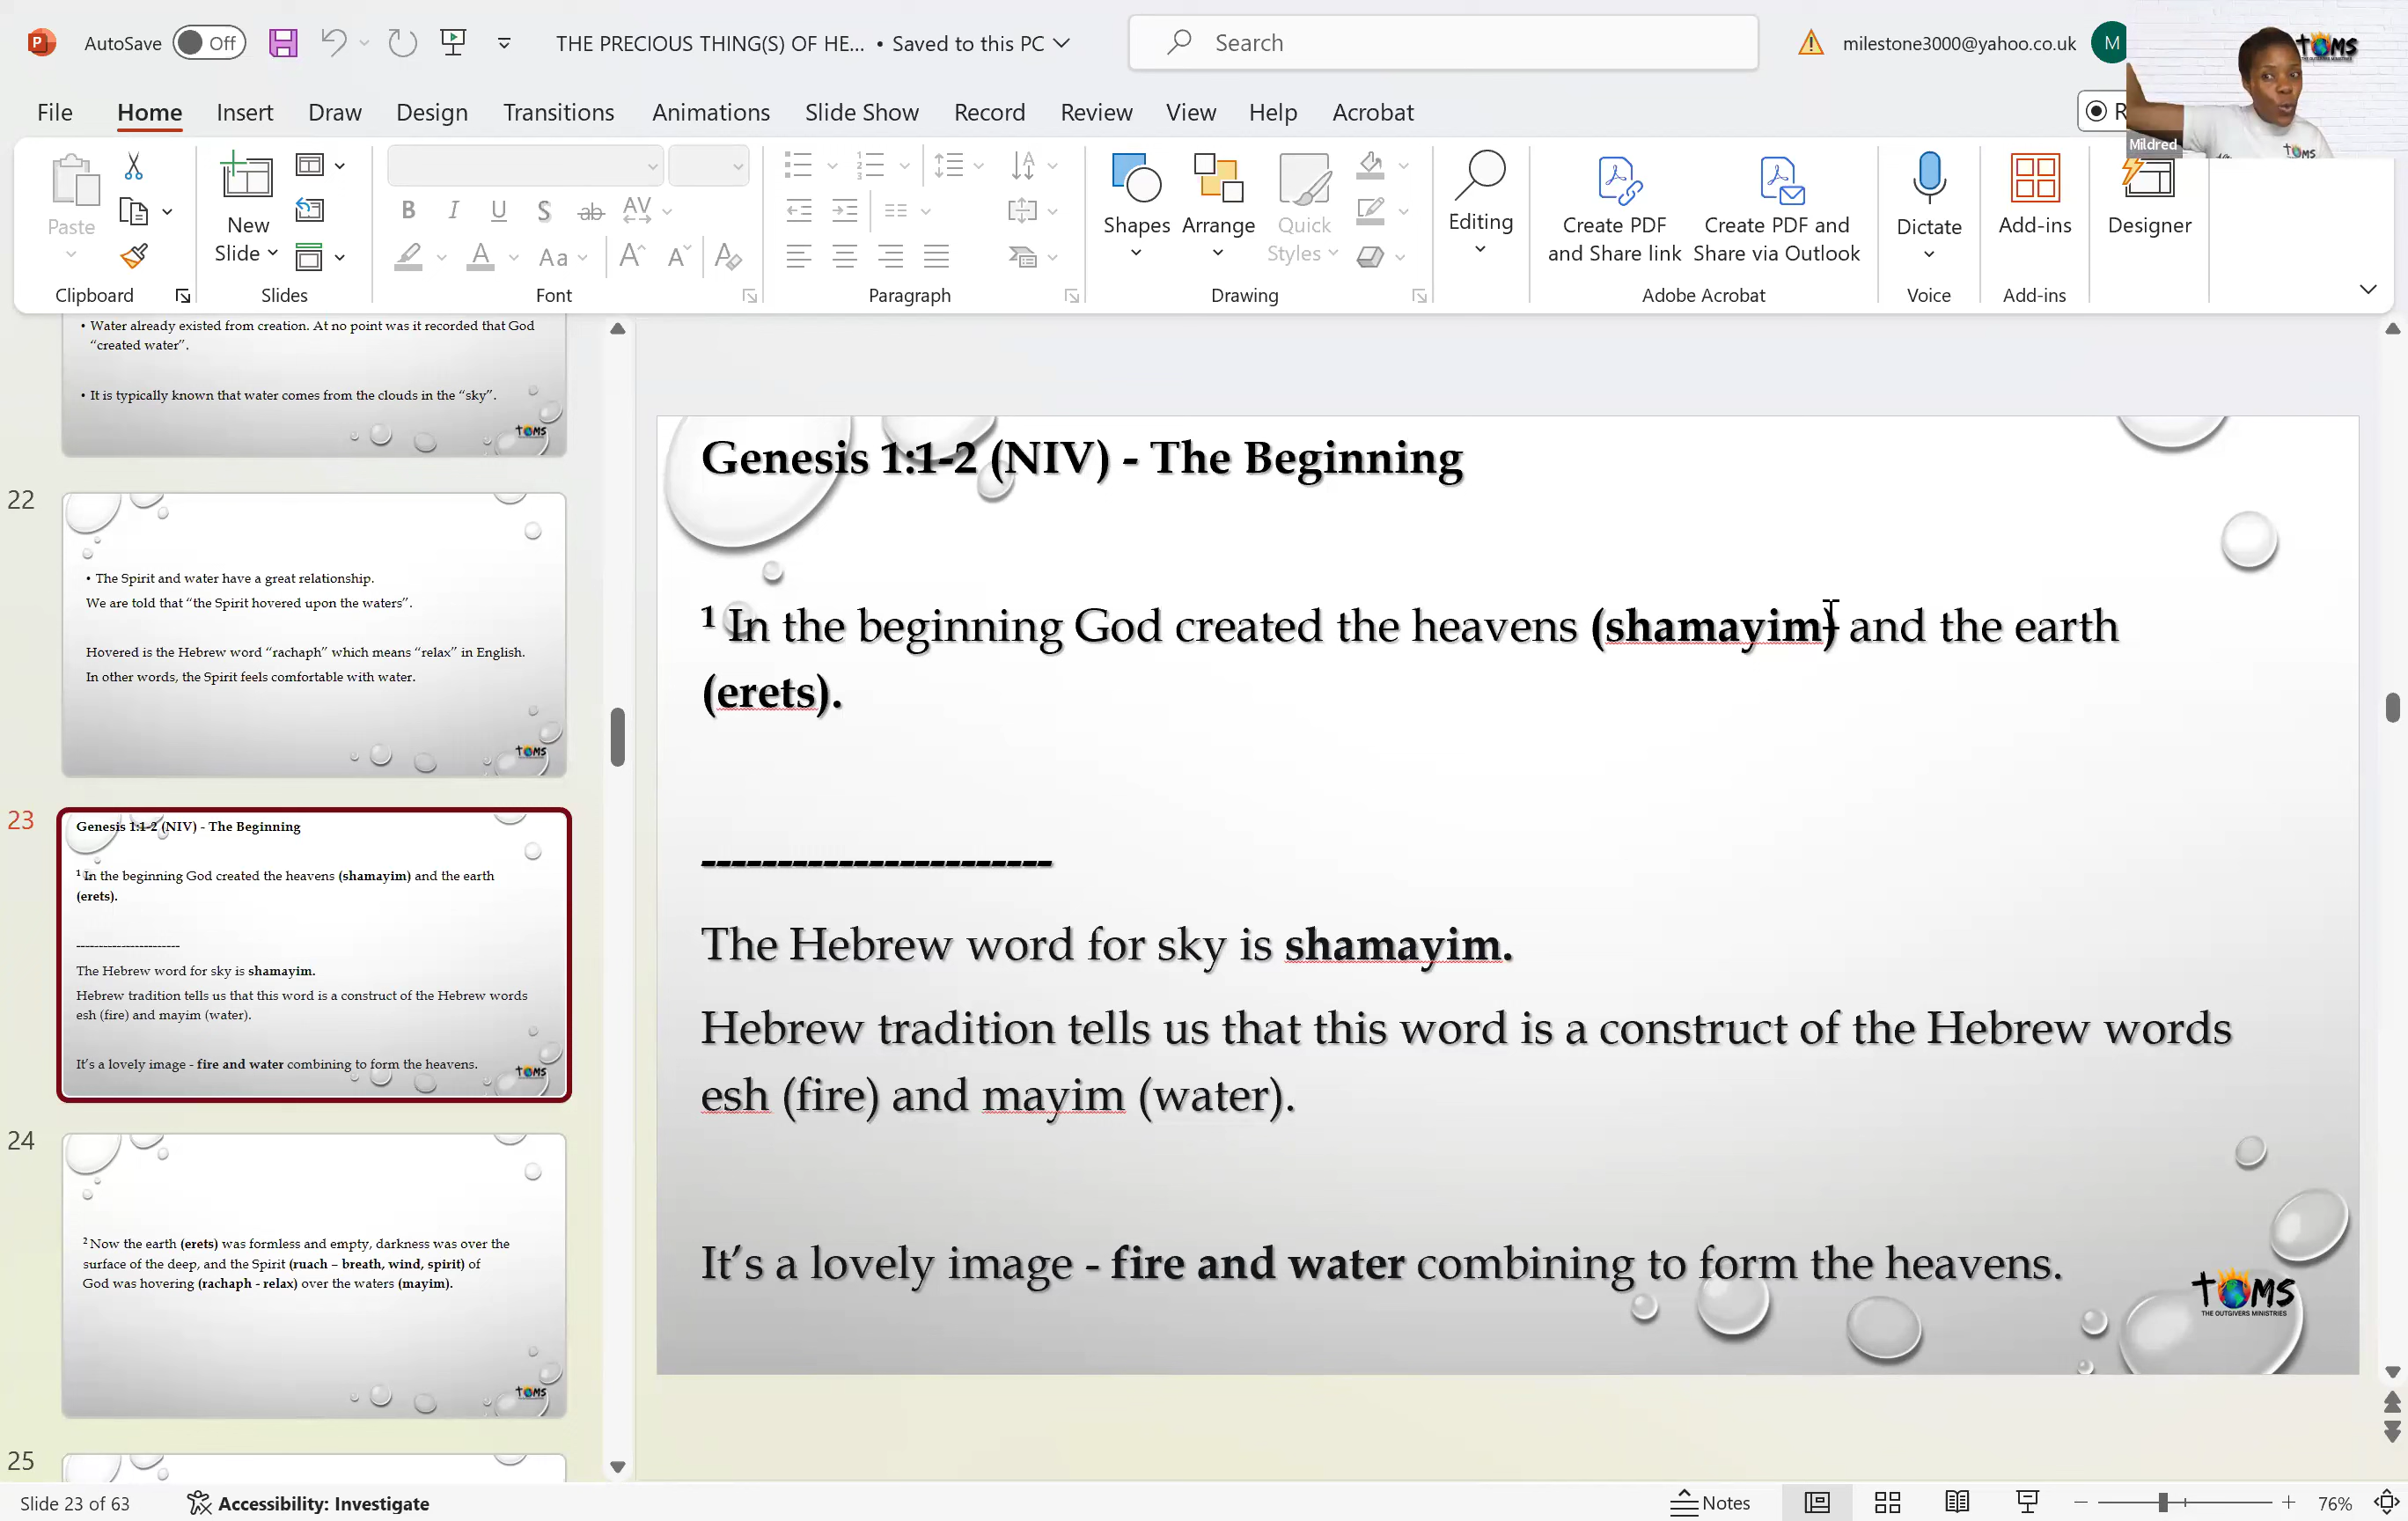 AutoSave Off THE PRECIOUS THING(S) OF HE... • Saved to this PC Search milestone3000@yahoo.co.uk M TOMS
File Home Insert Draw Design Transitions Animations Slide Show Record Review View Help Acrobat
Mildred
TOMS
Paste
New
Slide
B I U S ab AV
Aa A A
Shapes
Arrange
Quick
Styles
Editing
Create PDF
and Share link
Create PDF and
Share via Outlook
Dictate
Add-ins
Designer
Clipboard Slides Font Paragraph Drawing Adobe Acrobat Voice Add-ins
• Water already existed from creation. At no point was it recorded that God
“created water”.
• It is typically known that water comes from the clouds in the “sky”.
TOMS
22
• The Spirit and water have a great relationship.
We are told that “the Spirit hovered upon the waters”.
Hovered is the Hebrew word “rachaph” which means “relax” in English.
In other words, the Spirit feels comfortable with water.
TOMS
23
Genesis 1:1-2 (NIV) - The Beginning
1 In the beginning God created the heavens (shamayim) and the earth
(erets).
-----------------------
The Hebrew word for sky is shamayim.
Hebrew tradition tells us that this word is a construct of the Hebrew words
esh (fire) and mayim (water).
It’s a lovely image - fire and water combining to form the heavens.
TOMS
24
2 Now the earth (erets) was formless and empty, darkness was over the
surface of the deep, and the Spirit (ruach – breath, wind, spirit) of
God was hovering (rachaph - relax) over the waters (mayim).
TOMS
25
Genesis 1:1-2 (NIV) - The Beginning
1 In the beginning God created the heavens (shamayim) and the earth
(erets).
-----------------------
The Hebrew word for sky is shamayim.
Hebrew tradition tells us that this word is a construct of the Hebrew words
esh (fire) and mayim (water).
It’s a lovely image - fire and water combining to form the heavens.
TOMS
THE OUTGIVERS MINISTRIES
Slide 23 of 63 Accessibility: Investigate Notes 76%